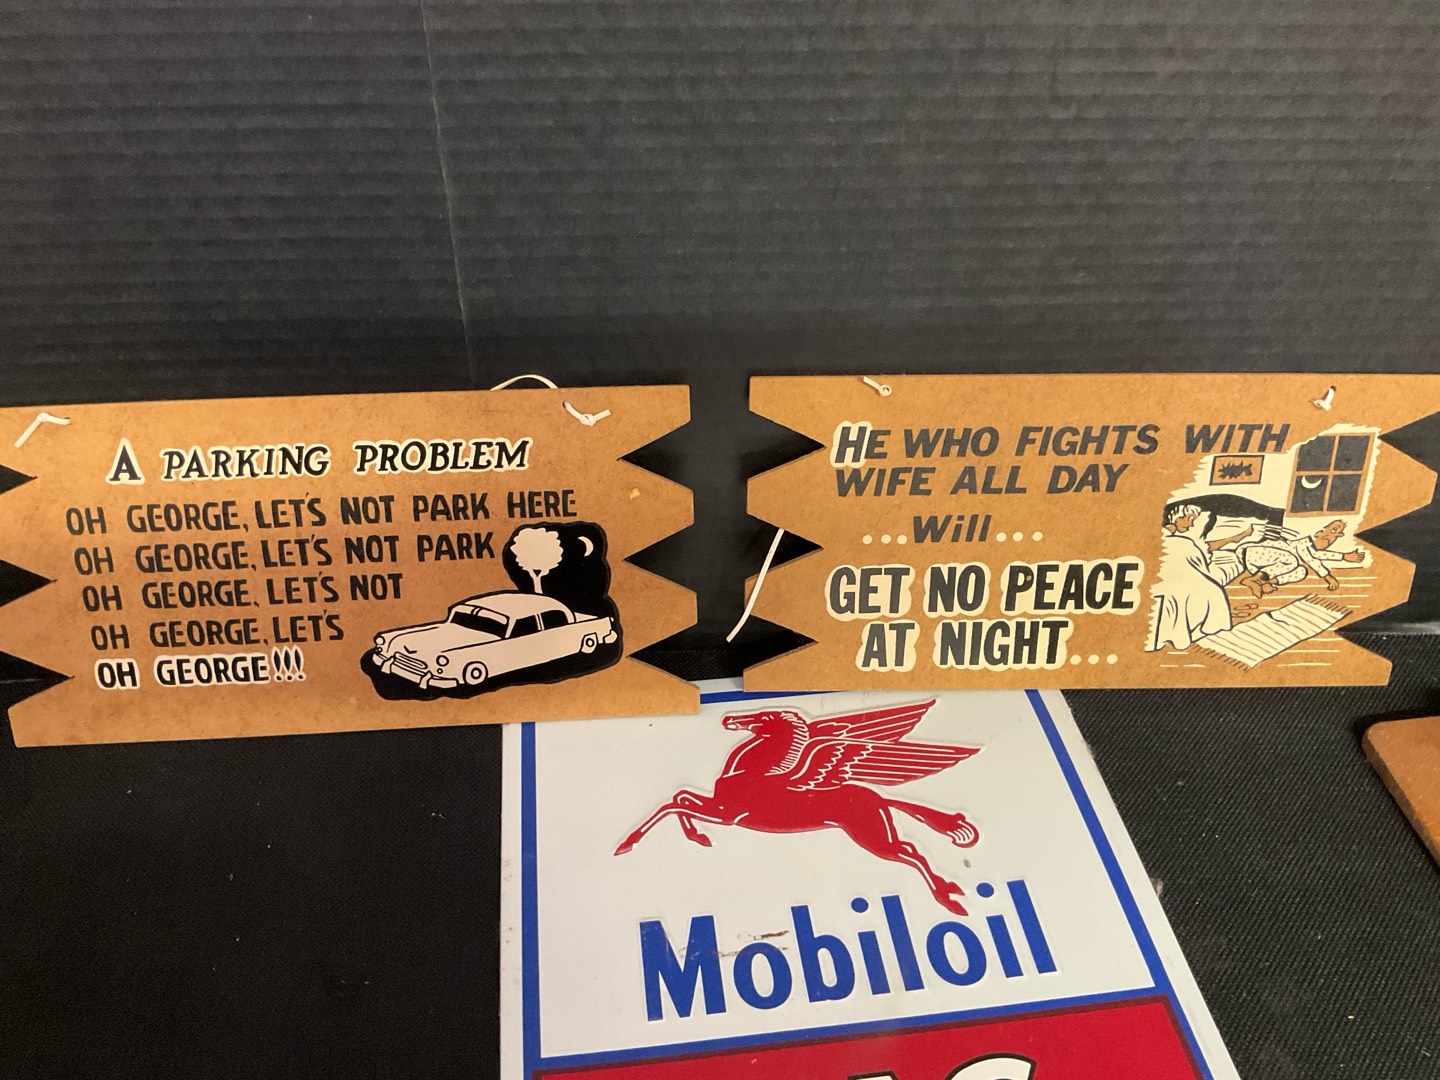 A PARKING PROBLEM
OH GEORGE, LET'S NOT PARK HERE
OH GEORGE, LET'S NOT PARK
OH GEORGE, LET'S NOT
OH GEORGE, LET'S
OH GEORGE!!!
HE WHO FIGHTS WITH
WIFE ALL DAY
...Will...
GET NO PEACE
AT NIGHT...
Mobiloil